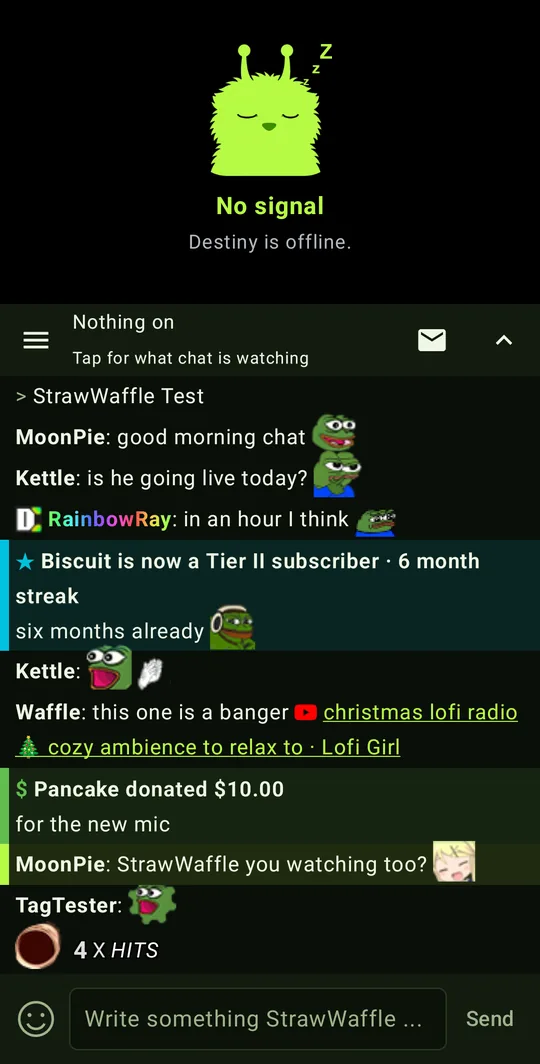 z
z
Z
No signal
Destiny is offline.
Nothing on
Tap for what chat is watching
> StrawWaffle Test
MoonPie: good morning chat
Kettle: is he going live today?
D RainbowRay: in an hour I think
★ Biscuit is now a Tier II subscriber · 6 month
streak
six months already
Kettle:
Waffle: this one is a banger christmas lofi radio
🎄 cozy ambience to relax to · Lofi Girl
$ Pancake donated $10.00
for the new mic
MoonPie: StrawWaffle you watching too?
TagTester:
4 X HITS
Write something StrawWaffle ...
Send